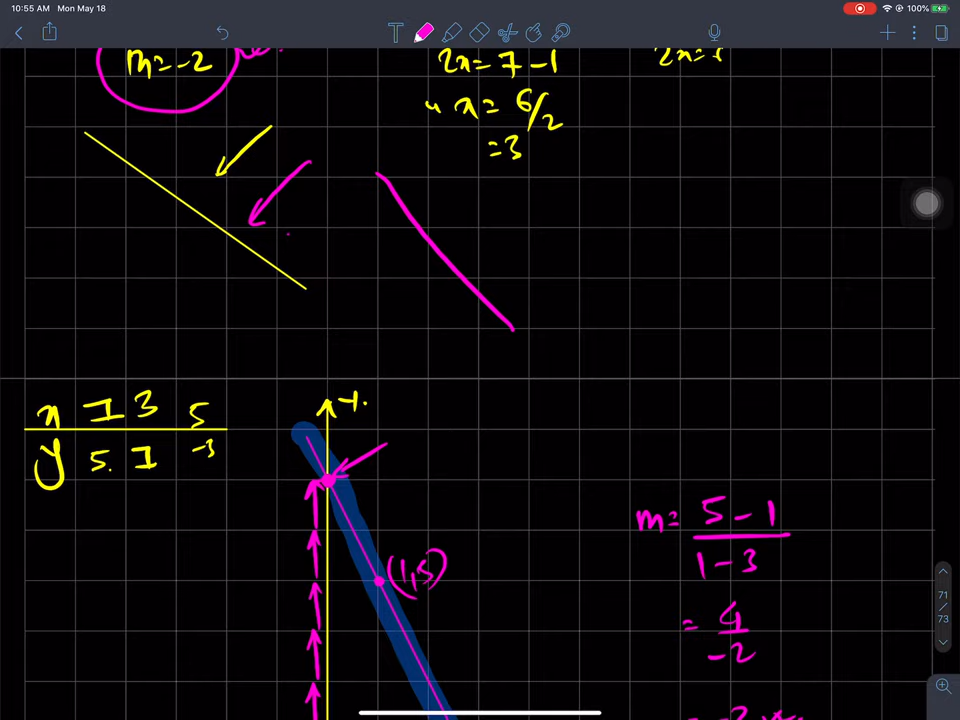 10:55 AM Mon May 18
100%
m = -2
2x = 7 - 1
x = 6/2
= 3
x 1 3 5
y 5. 1 -3
y.
(1,5)
m = 5 - 1
1 - 3
= 4
-2
71
/
73